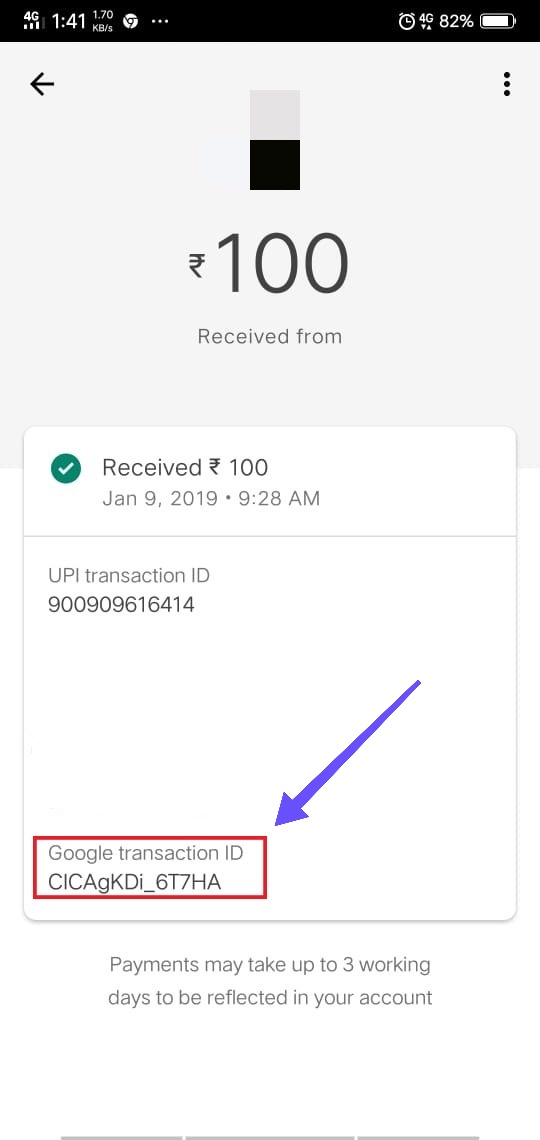 4G 1:41 1.70 KB/s ... 4G 82%
₹100
Received from
Received ₹ 100
Jan 9, 2019 • 9:28 AM
UPI transaction ID
900909616414
Google transaction ID
CICAgKDi_6T7HA
Payments may take up to 3 working
days to be reflected in your account